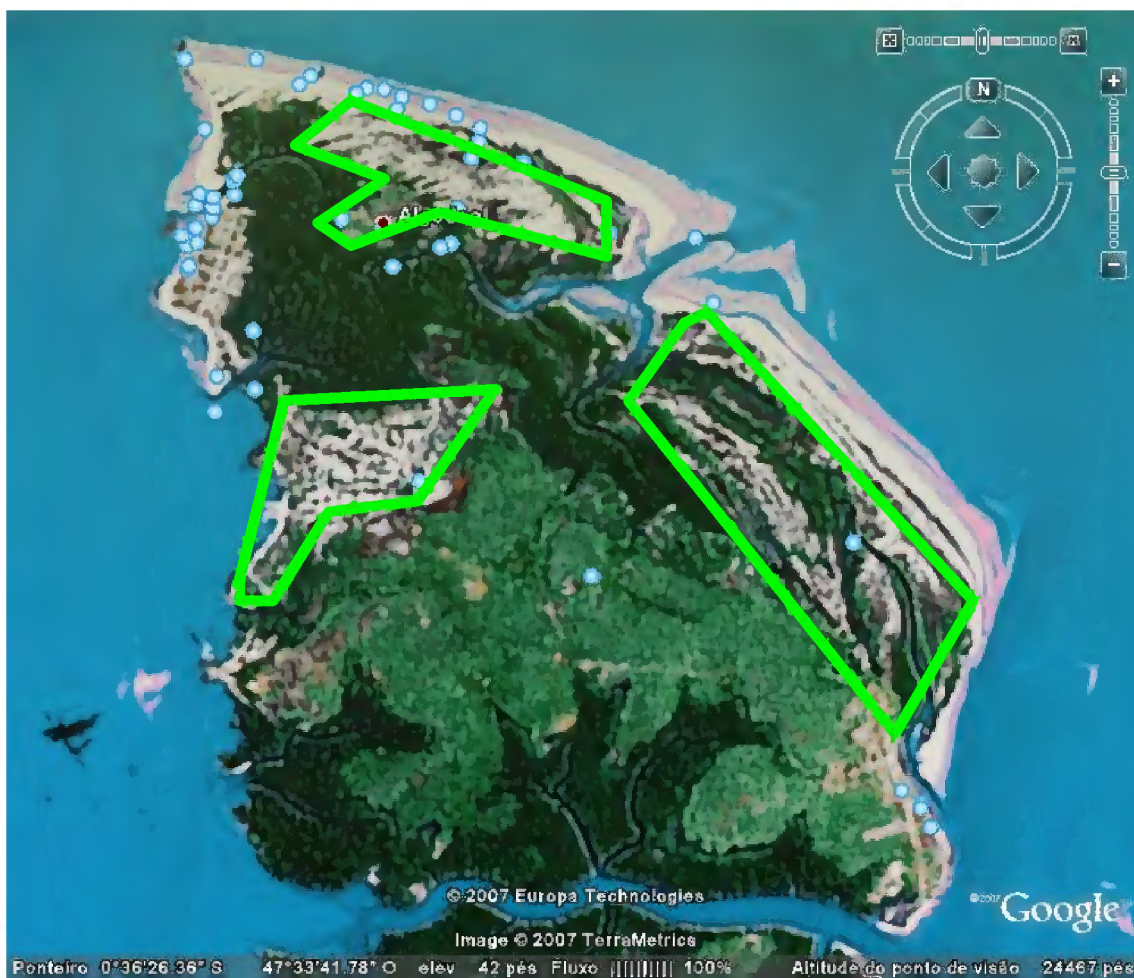 N
Algodoal
© 2007 Europa Technologies
©2007 Google
Image © 2007 TerraMetrics
Ponteiro 0°36'26.36" S 47°33'41.78" O elev 42 pés Fluxo ||||||||| 100% Altitude do ponto de visão 24467 pés